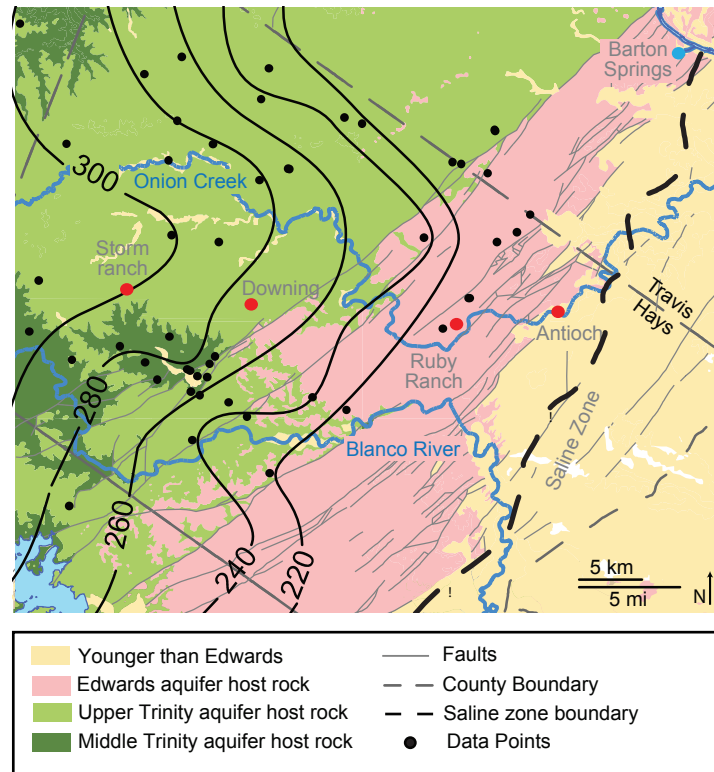 Barton
Springs
300
Onion Creek
Storm
ranch
Downing
Travis
Hays
Antioch
Ruby
Ranch
280
Blanco River
Saline Zone
260
240
220
!
!
5 km
5 mi
N
Younger than Edwards
Edwards aquifer host rock
Upper Trinity aquifer host rock
Middle Trinity aquifer host rock
Faults
County Boundary
Saline zone boundary
Data Points